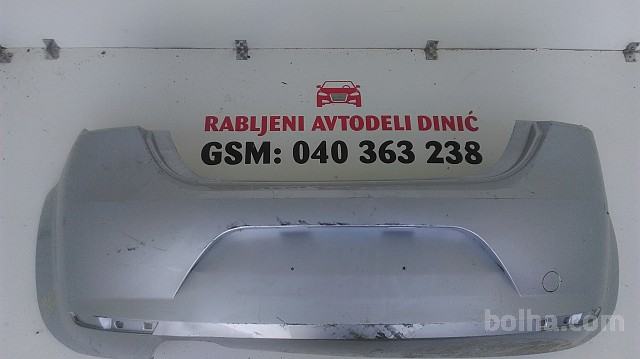 RABLJENI AVTODELI DINIĆ
GSM: 040 363 238
bolha.com